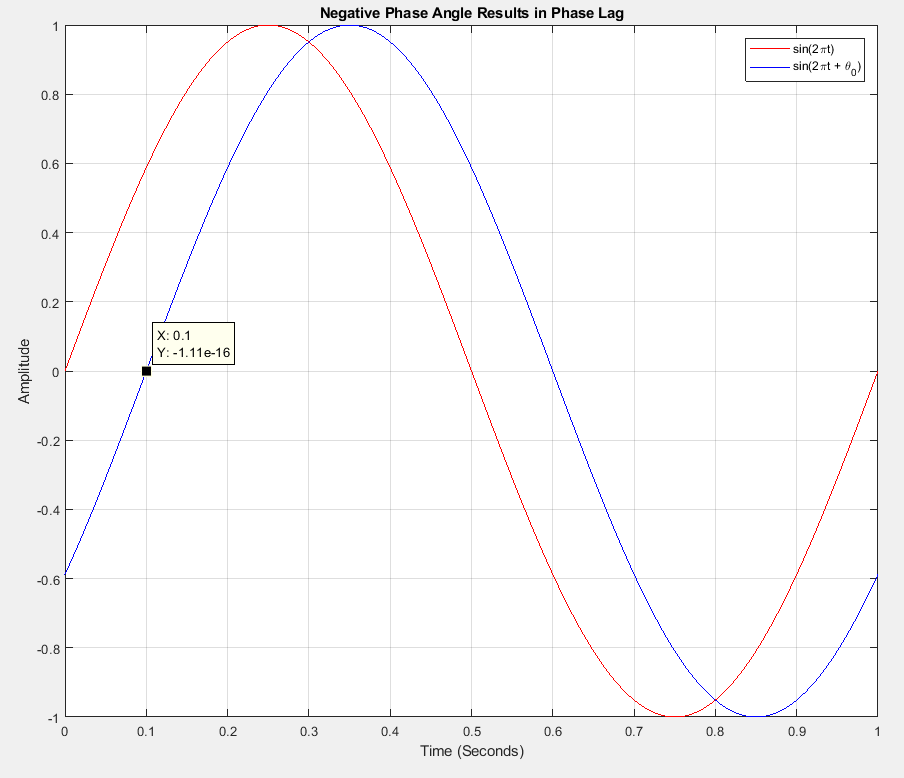 Negative Phase Angle Results in Phase Lag
sin(2πt)
sin(2πt + θ0)
1
0.8
0.6
0.4
0.2
0
-0.2
-0.4
-0.6
-0.8
-1
Amplitude
X: 0.1
Y: -1.11e-16
0 0.1 0.2 0.3 0.4 0.5 0.6 0.7 0.8 0.9 1
Time (Seconds)